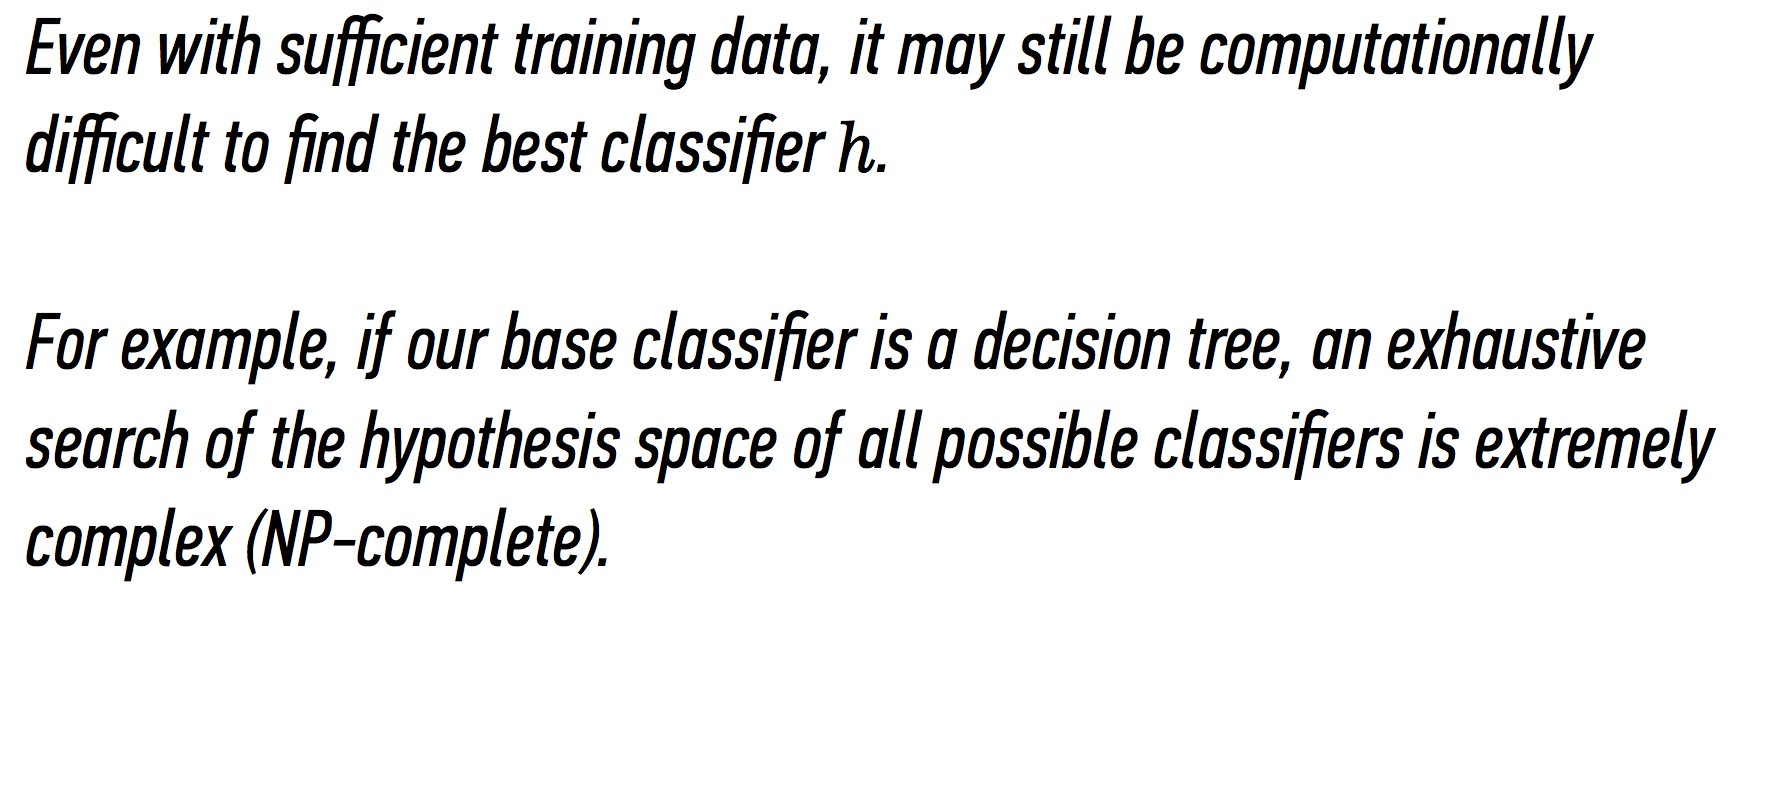 Even with sufficient training data, it may still be computationally
difficult to find the best classifier h.
For example, if our base classifier is a decision tree, an exhaustive
search of the hypothesis space of all possible classifiers is extremely
complex (NP-complete).